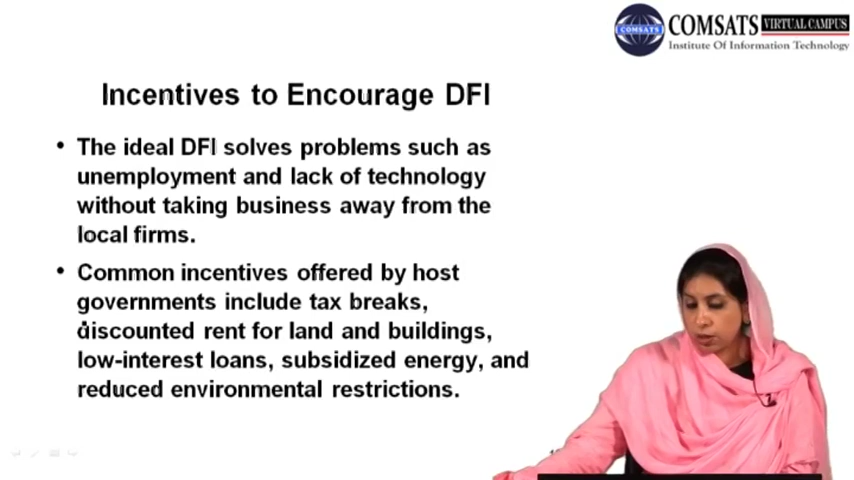 COMSATS
COMSATS VIRTUAL CAMPUS
Institute Of Information Technology
Incentives to Encourage DFI
• The ideal DFI solves problems such as
unemployment and lack of technology
without taking business away from the
local firms.
• Common incentives offered by host
governments include tax breaks,
discounted rent for land and buildings,
low-interest loans, subsidized energy, and
reduced environmental restrictions.